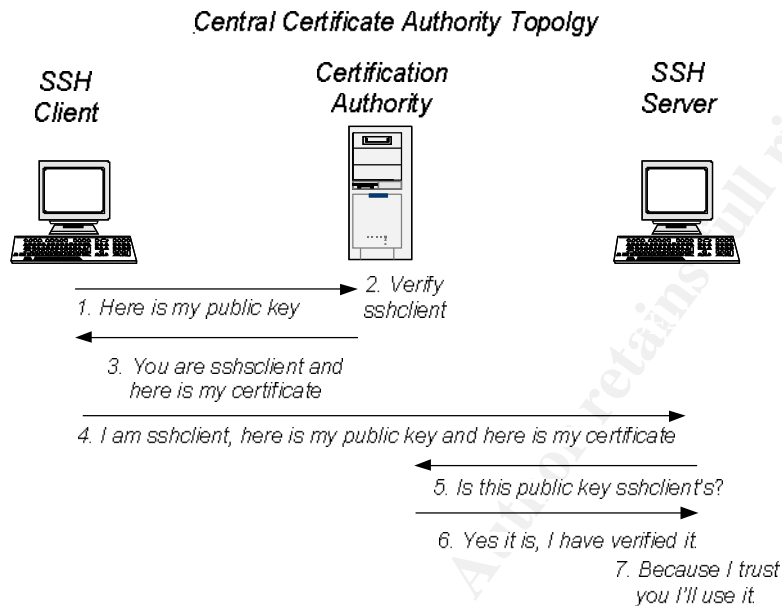 Central Certificate Authority Topolgy
SSH
Client
Certification
Authority
SSH
Server
1. Here is my public key
2. Verify
sshclient
3. You are sshsclient and
here is my certificate
4. I am sshclient, here is my public key and here is my certificate
5. Is this public key sshclient's?
6. Yes it is, I have verified it.
7. Because I trust
you I'll use it.
Author retains full